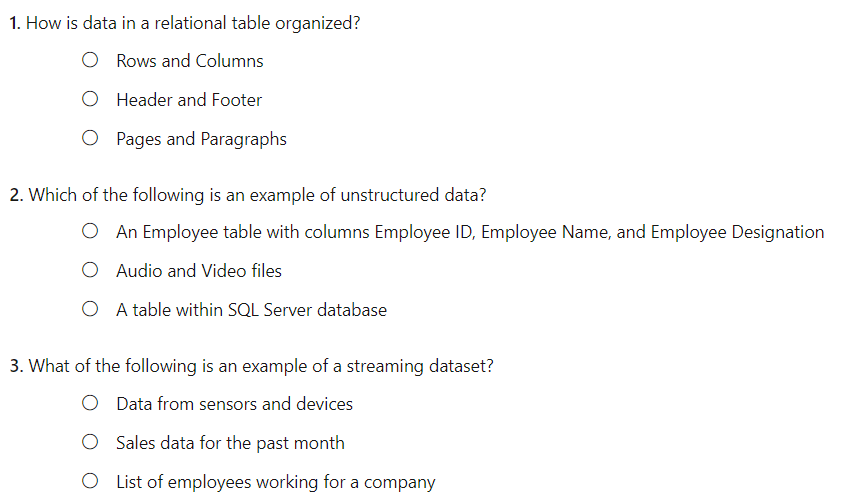 1. How is data in a relational table organized?
Rows and Columns
Header and Footer
Pages and Paragraphs
2. Which of the following is an example of unstructured data?
An Employee table with columns Employee ID, Employee Name, and Employee Designation
Audio and Video files
A table within SQL Server database
3. What of the following is an example of a streaming dataset?
Data from sensors and devices
Sales data for the past month
List of employees working for a company